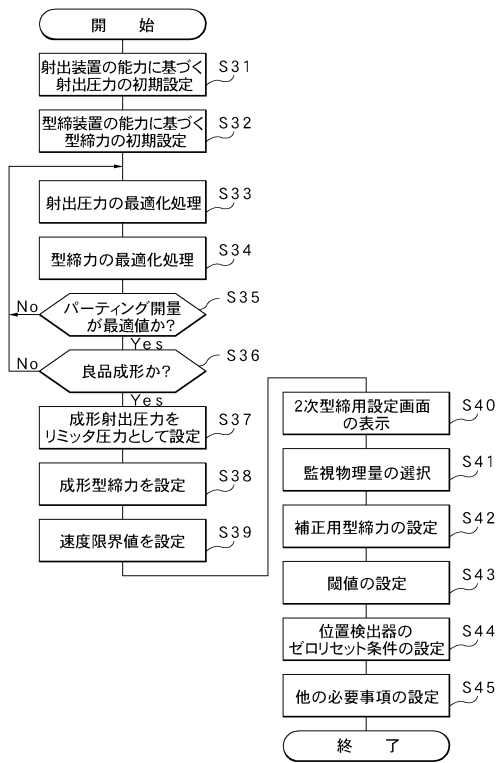 開　始
射出装置の能力に基づく
射出圧力の初期設定
S31
型締装置の能力に基づく
型締力の初期設定
S32
射出圧力の最適化処理
S33
型締力の最適化処理
S34
パーティング開量
が最適値か?
S35
No
Yes
良品成形か?
S36
No
Yes
成形射出圧力を
リミッタ圧力として設定
S37
成形型締力を設定
S38
速度限界値を設定
S39
2次型締用設定画面
の表示
S40
監視物理量の選択
S41
補正用型締力の設定
S42
閾値の設定
S43
位置検出器の
ゼロリセット条件の設定
S44
他の必要事項の設定
S45
終　了